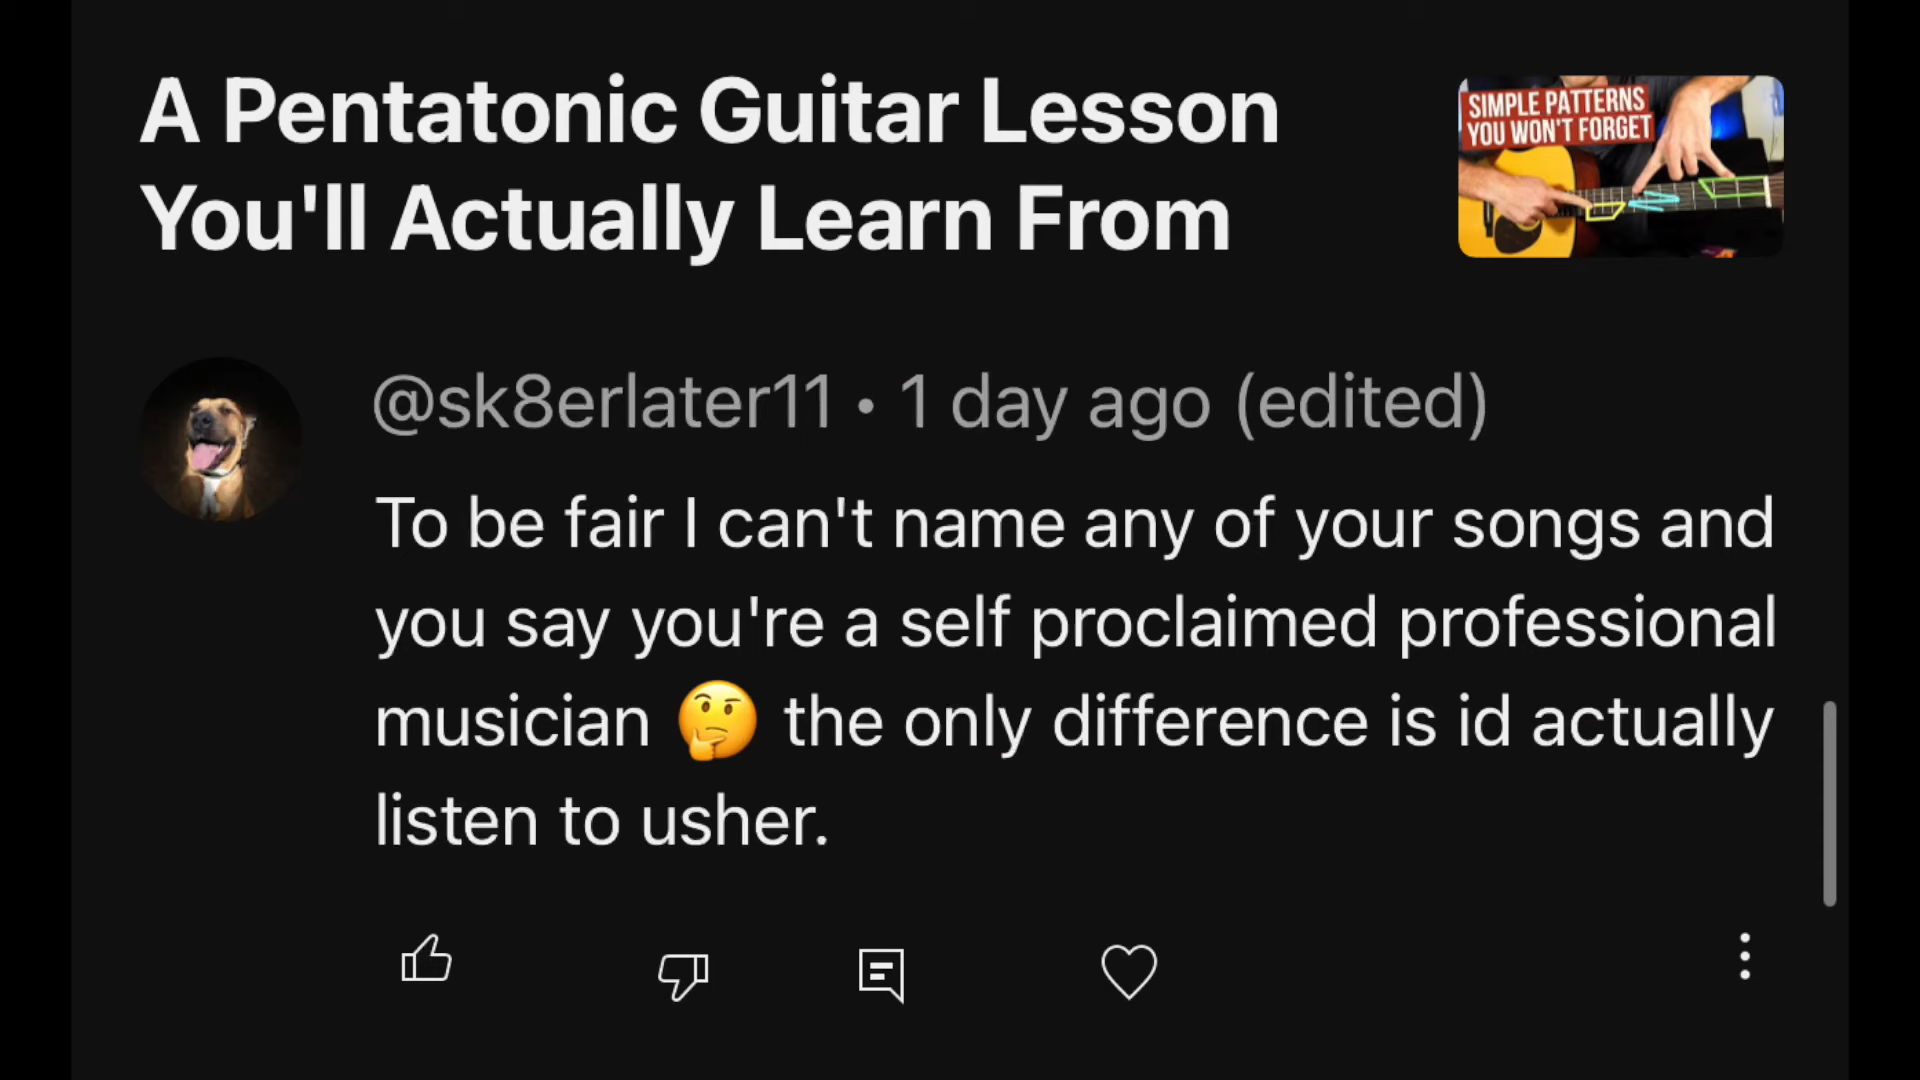 A Pentatonic Guitar Lesson
You'll Actually Learn From
SIMPLE PATTERNS
YOU WON'T FORGET
@sk8erlater11 • 1 day ago (edited)
To be fair I can't name any of your songs and
you say you're a self proclaimed professional
musician 🤔 the only difference is id actually
listen to usher.